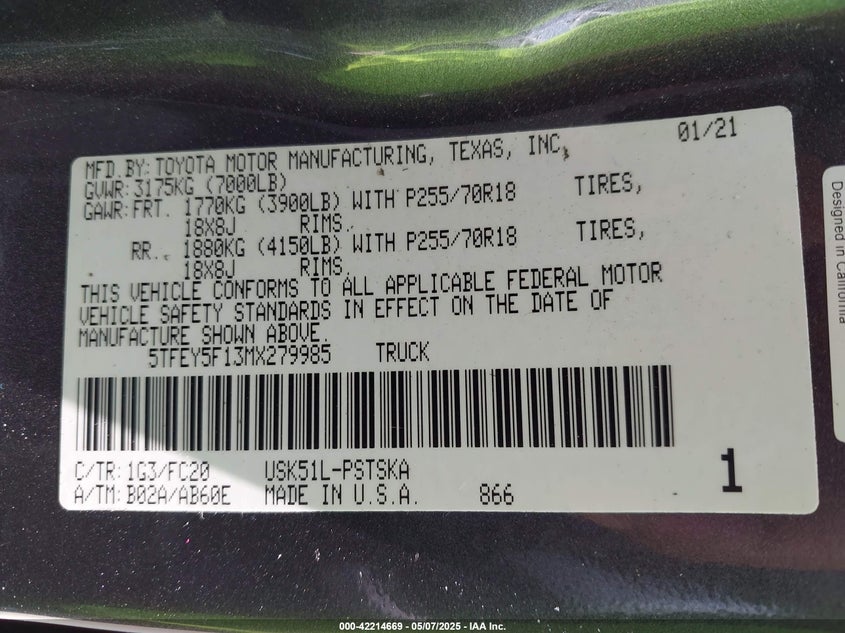 MFD.BY: TOYOTA MOTOR MANUFACTURING, TEXAS, INC. 01/21
GVWR: 3175KG (7000LB)
GAWR: FRT. 1770KG (3900LB) WITH P255/70R18 TIRES,
18X8J RIMS.
RR. 1880KG (4150LB) WITH P255/70R18 TIRES,
18X8J RIMS.
THIS VEHICLE CONFORMS TO ALL APPLICABLE FEDERAL MOTOR
VEHICLE SAFETY STANDARDS IN EFFECT ON THE DATE OF
MANUFACTURE SHOWN ABOVE.
5TFEY5F13MX279985 TRUCK
C/TR: 1G3/FC20 USK51L-PSTSKA
A/TM: B02A/AB60E MADE IN U.S.A. 866
1
Designed in California
000-42214669 - 05/07/2025 - IAA Inc.